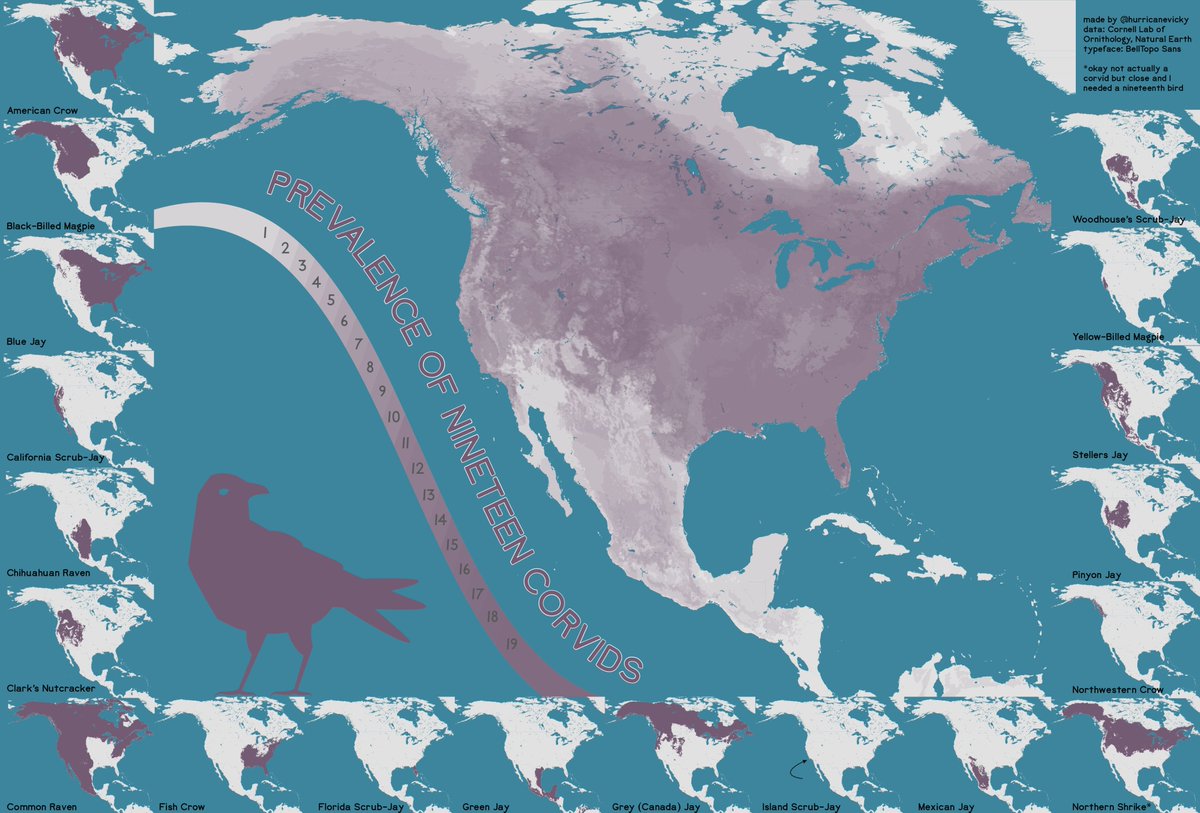 made by @hurricanevicky
data: Cornell Lab of
Ornithology, Natural Earth
typeface: BellTopo Sans
*okay not actually a
corvid but close and I
needed a nineteenth bird
PREVALENCE OF NINETEEN CORVIDS
1
2
3
4
5
6
7
8
9
10
11
12
13
14
15
16
17
18
19
American Crow
Black-Billed Magpie
Blue Jay
California Scrub-Jay
Chihuahuan Raven
Clark's Nutcracker
Common Raven
Fish Crow
Florida Scrub-Jay
Green Jay
Grey (Canada) Jay
Island Scrub-Jay
Mexican Jay
Northern Shrike*
Northwestern Crow
Pinyon Jay
Stellers Jay
Yellow-Billed Magpie
Woodhouse's Scrub-Jay